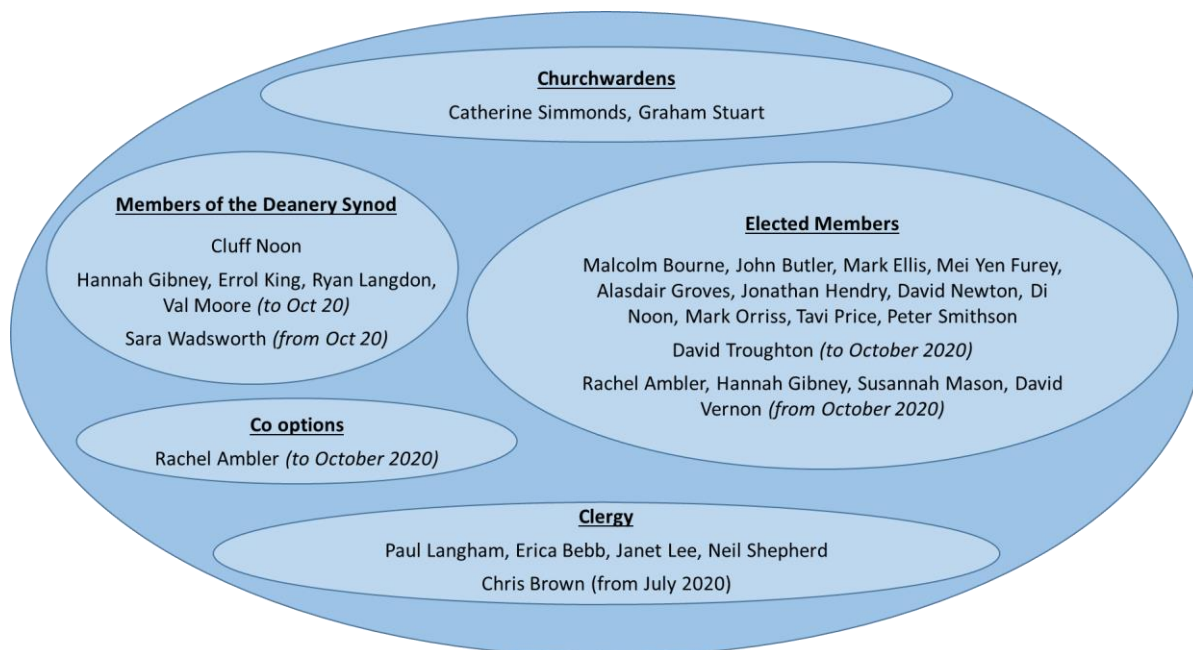 Churchwardens
Catherine Simmonds, Graham Stuart
Members of the Deanery Synod
Cluff Noon
Hannah Gibney, Errol King, Ryan Langdon,
Val Moore (to Oct 20)
Sara Wadsworth (from Oct 20)
Elected Members
Malcolm Bourne, John Butler, Mark Ellis, Mei Yen Furey,
Alasdair Groves, Jonathan Hendry, David Newton, Di
Noon, Mark Orriss, Tavi Price, Peter Smithson
David Troughton (to October 2020)
Rachel Ambler, Hannah Gibney, Susannah Mason, David
Vernon (from October 2020)
Co options
Rachel Ambler (to October 2020)
Clergy
Paul Langham, Erica Bebb, Janet Lee, Neil Shepherd
Chris Brown (from July 2020)